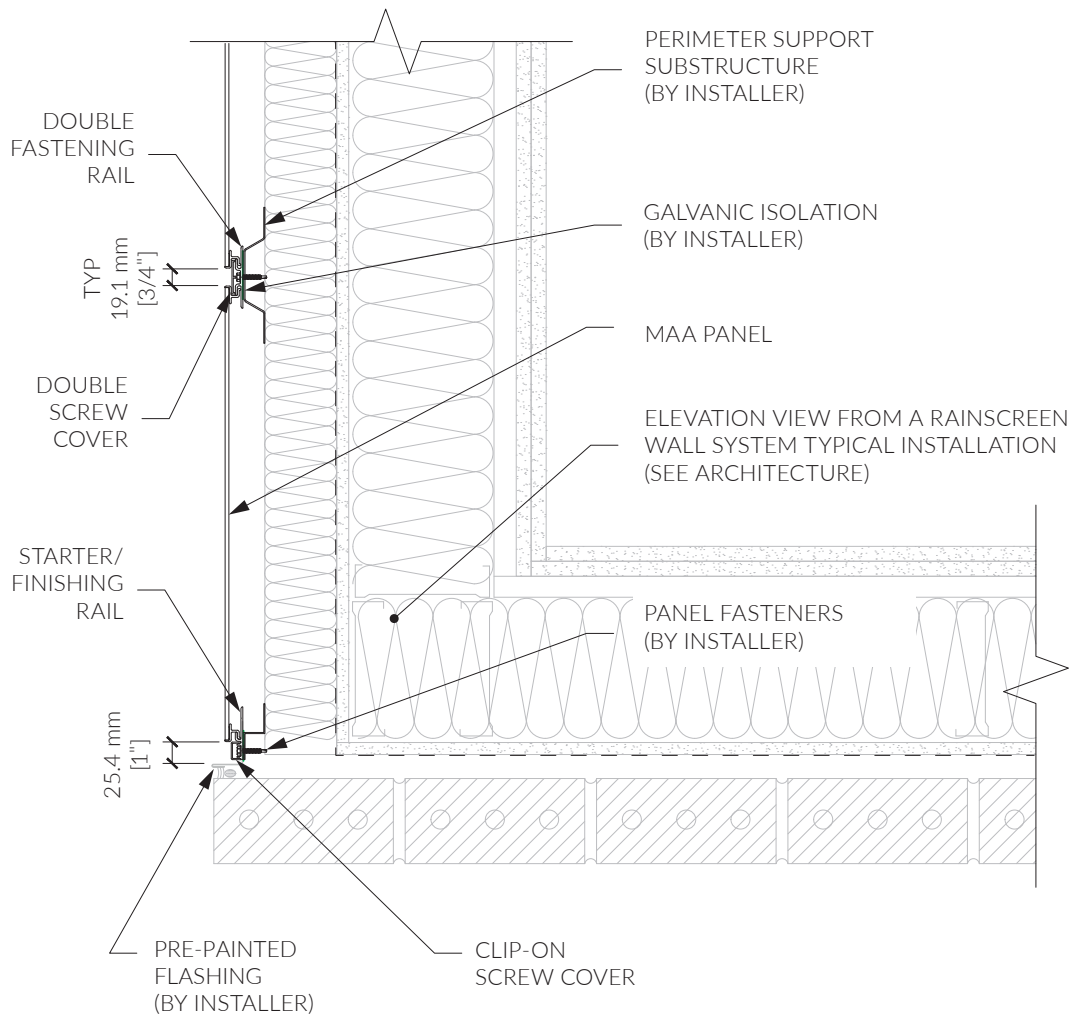 PERIMETER SUPPORT
SUBSTRUCTURE
(BY INSTALLER)
DOUBLE
FASTENING
RAIL
GALVANIC ISOLATION
(BY INSTALLER)
TYP
19.1 mm
[3/4"]
MAA PANEL
DOUBLE
SCREW
COVER
ELEVATION VIEW FROM A RAINSCREEN
WALL SYSTEM TYPICAL INSTALLATION
(SEE ARCHITECTURE)
STARTER/
FINISHING
RAIL
PANEL FASTENERS
(BY INSTALLER)
25.4 mm
[1"]
PRE-PAINTED
FLASHING
(BY INSTALLER)
CLIP-ON
SCREW COVER